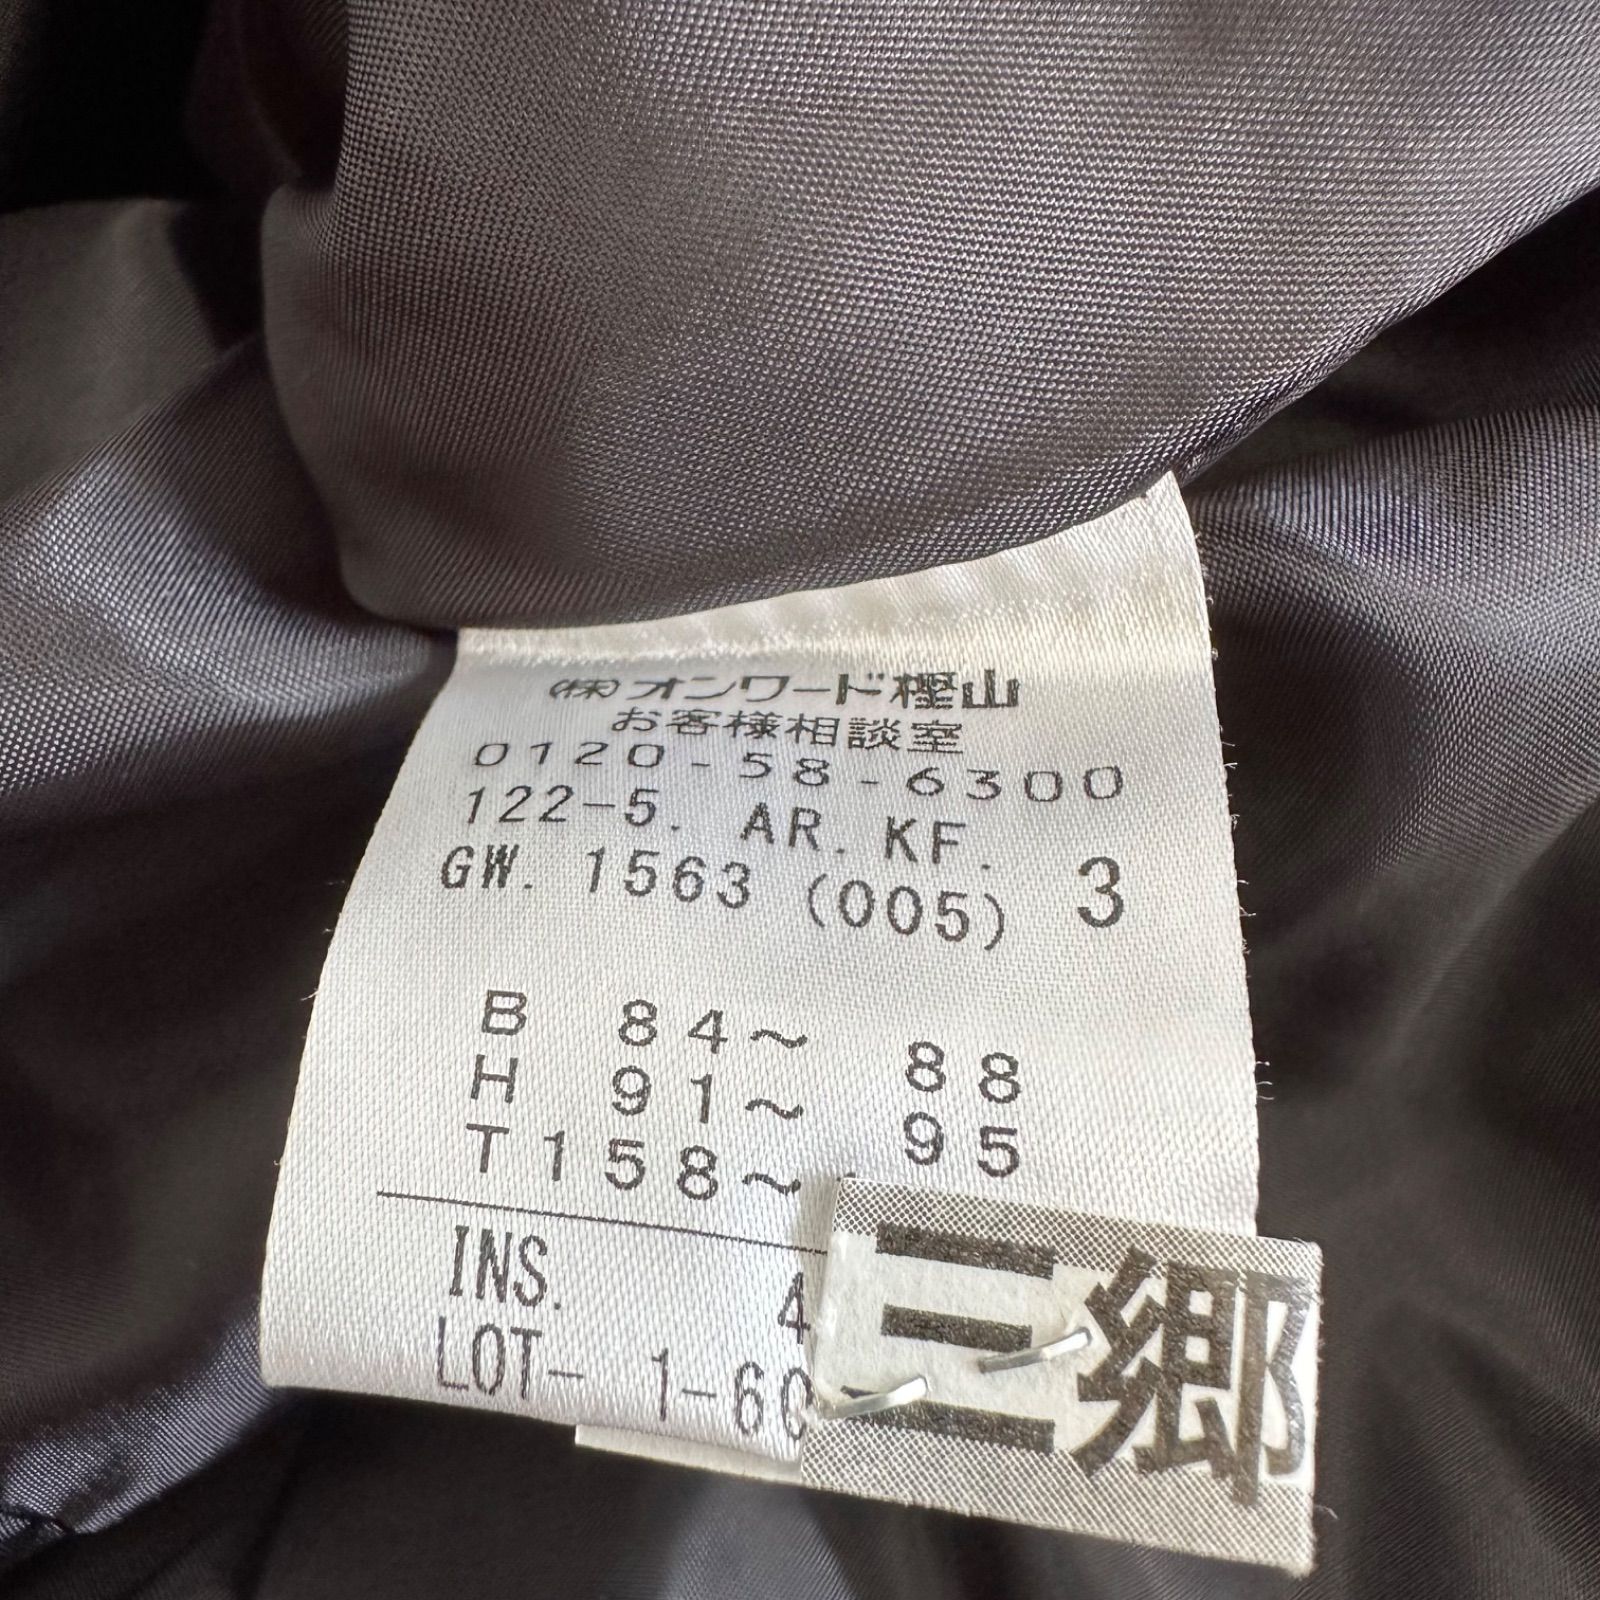 (株)オンワード樫山
お客様相談室
0120-58-6300
122-5. AR. KF.
GW. 1563 (005) 3
B 84～ 88
H 91～ 95
T158～
INS. 4
LOT- 1-60
三郷